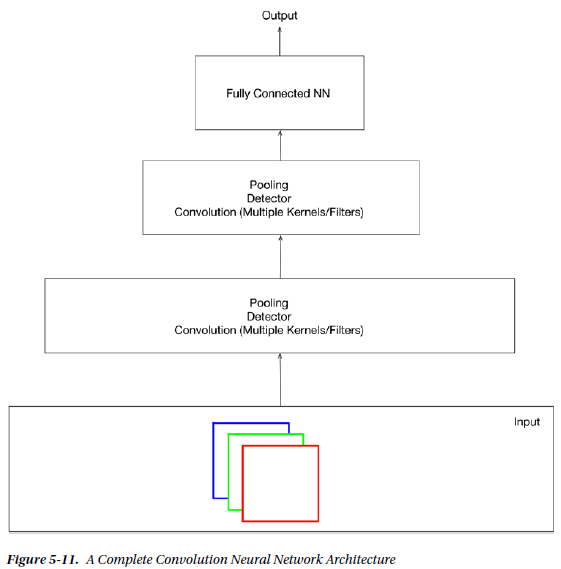 Output
Fully Connected NN
Pooling
Detector
Convolution (Multiple Kernels/Filters)
Pooling
Detector
Convolution (Multiple Kernels/Filters)
Input
Figure 5-11. A Complete Convolution Neural Network Architecture